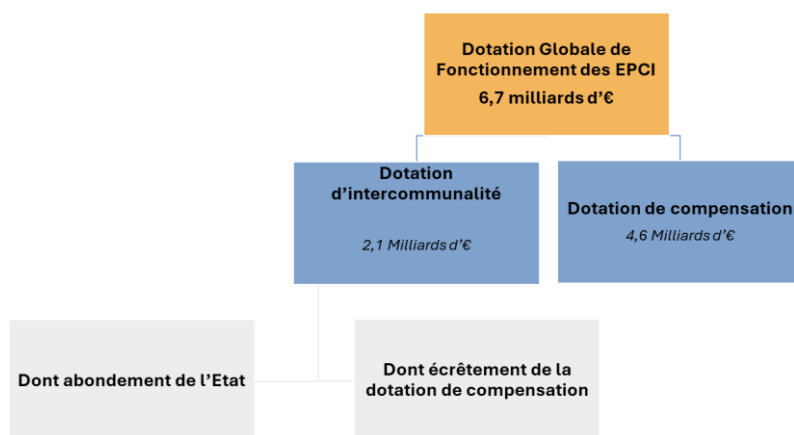 Dotation Globale de
Fonctionnement des EPCI
6,7 milliards d’€
Dotation
d’intercommunalité
2,1 Milliards d’€
Dotation de compensation
4,6 Milliards d’€
Dont abondement de l’Etat
Dont écrêtement de la
dotation de compensation